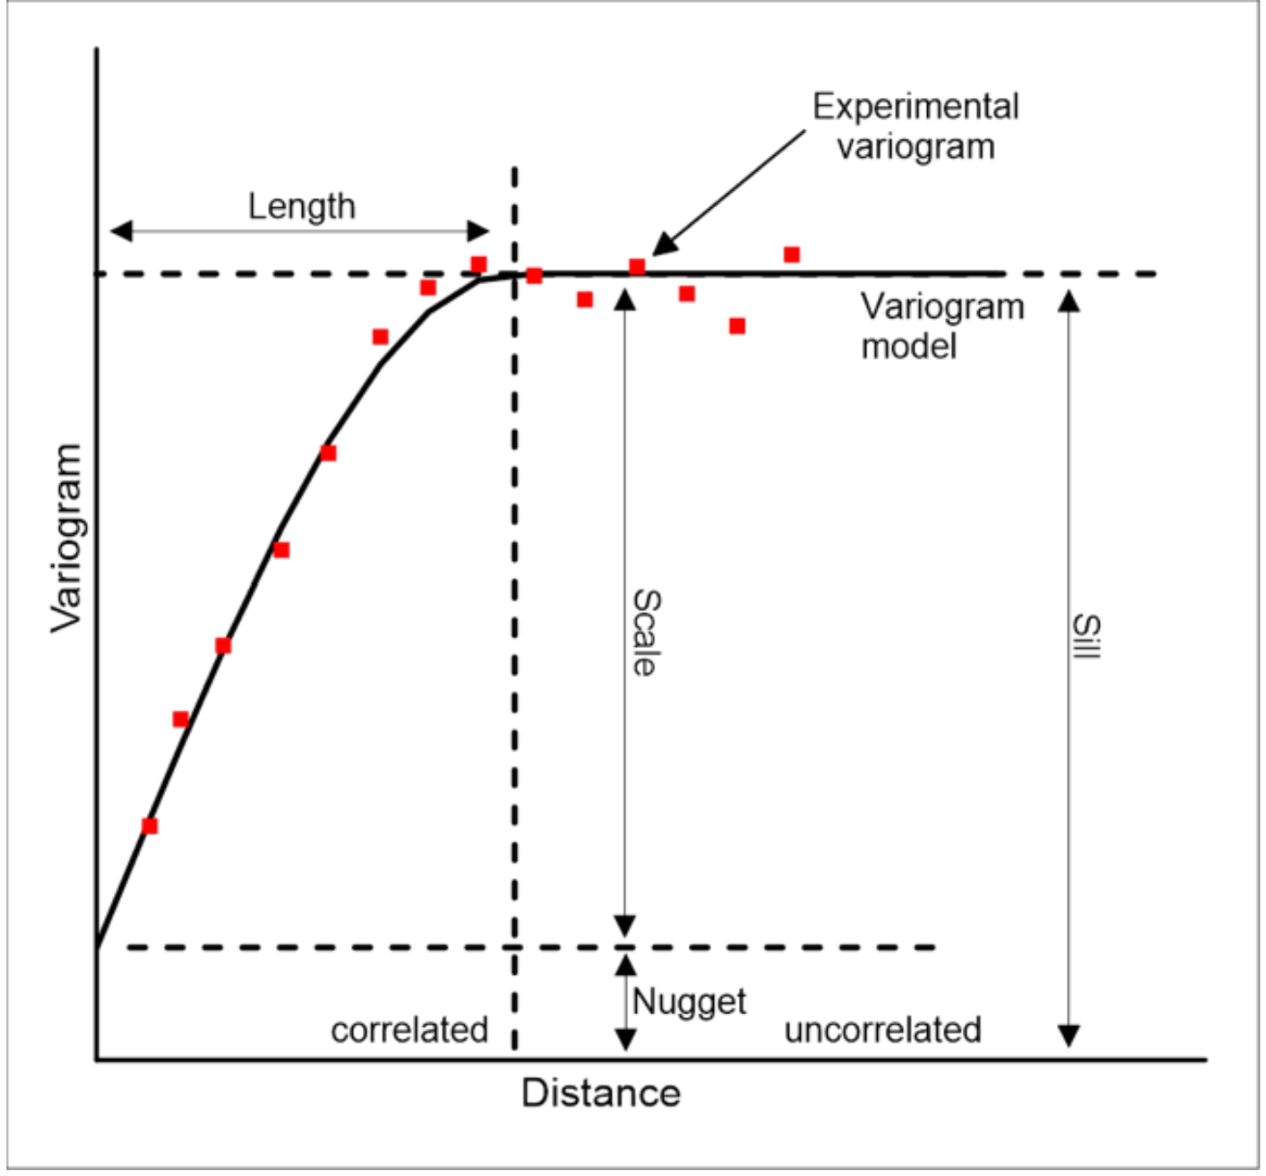 Experimental
variogram
Length
Variogram
model
Variogram
Scale
Sill
Nugget
correlated
uncorrelated
Distance